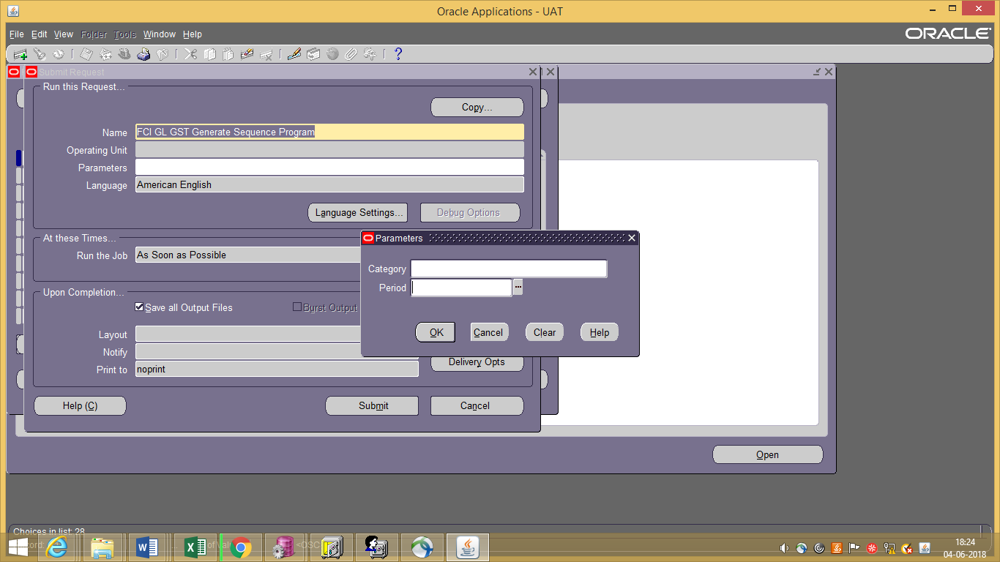 Oracle Applications - UAT
File Edit View Folder Tools Window Help
ORACLE
Submit Request
Run this Request...
Copy...
Name FCI GL GST Generate Sequence Program
Operating Unit
Parameters
Language American English
Language Settings... Debug Options
At these Times...
Run the Job As Soon as Possible
Parameters
Category
Period
OK Cancel Clear Help
Upon Completion...
Save all Output Files Burst Output
Layout
Notify
Print to noprint
Delivery Opts
Help (C) Submit Cancel
Open
Choices in list: 28
<OSC
18:24
04-06-2018